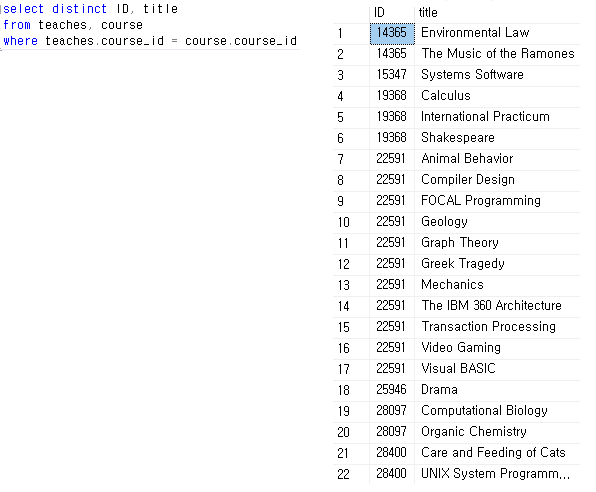 select distinct ID, title
from teaches, course
where teaches.course_id = course.course_id
ID title
1 14365 Environmental Law
2 14365 The Music of the Ramones
3 15347 Systems Software
4 19368 Calculus
5 19368 International Practicum
6 19368 Shakespeare
7 22591 Animal Behavior
8 22591 Compiler Design
9 22591 FOCAL Programming
10 22591 Geology
11 22591 Graph Theory
12 22591 Greek Tragedy
13 22591 Mechanics
14 22591 The IBM 360 Architecture
15 22591 Transaction Processing
16 22591 Video Gaming
17 22591 Visual BASIC
18 25946 Drama
19 28097 Computational Biology
20 28097 Organic Chemistry
21 28400 Care and Feeding of Cats
22 28400 UNIX System Programm...